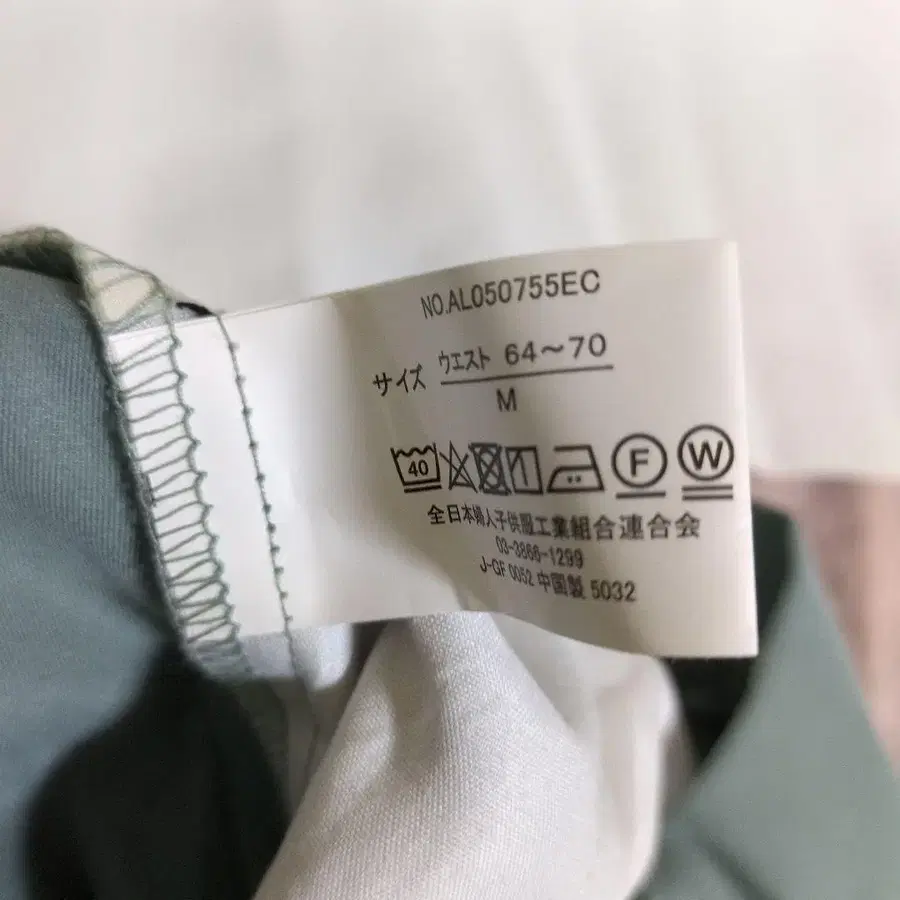 NO.AL050755EC
サイズ ウエスト 64〜70
M
40 F W
全日本婦人子供服工業組合連合会
03-3866-1299
J-GF 0052 中国製 5032